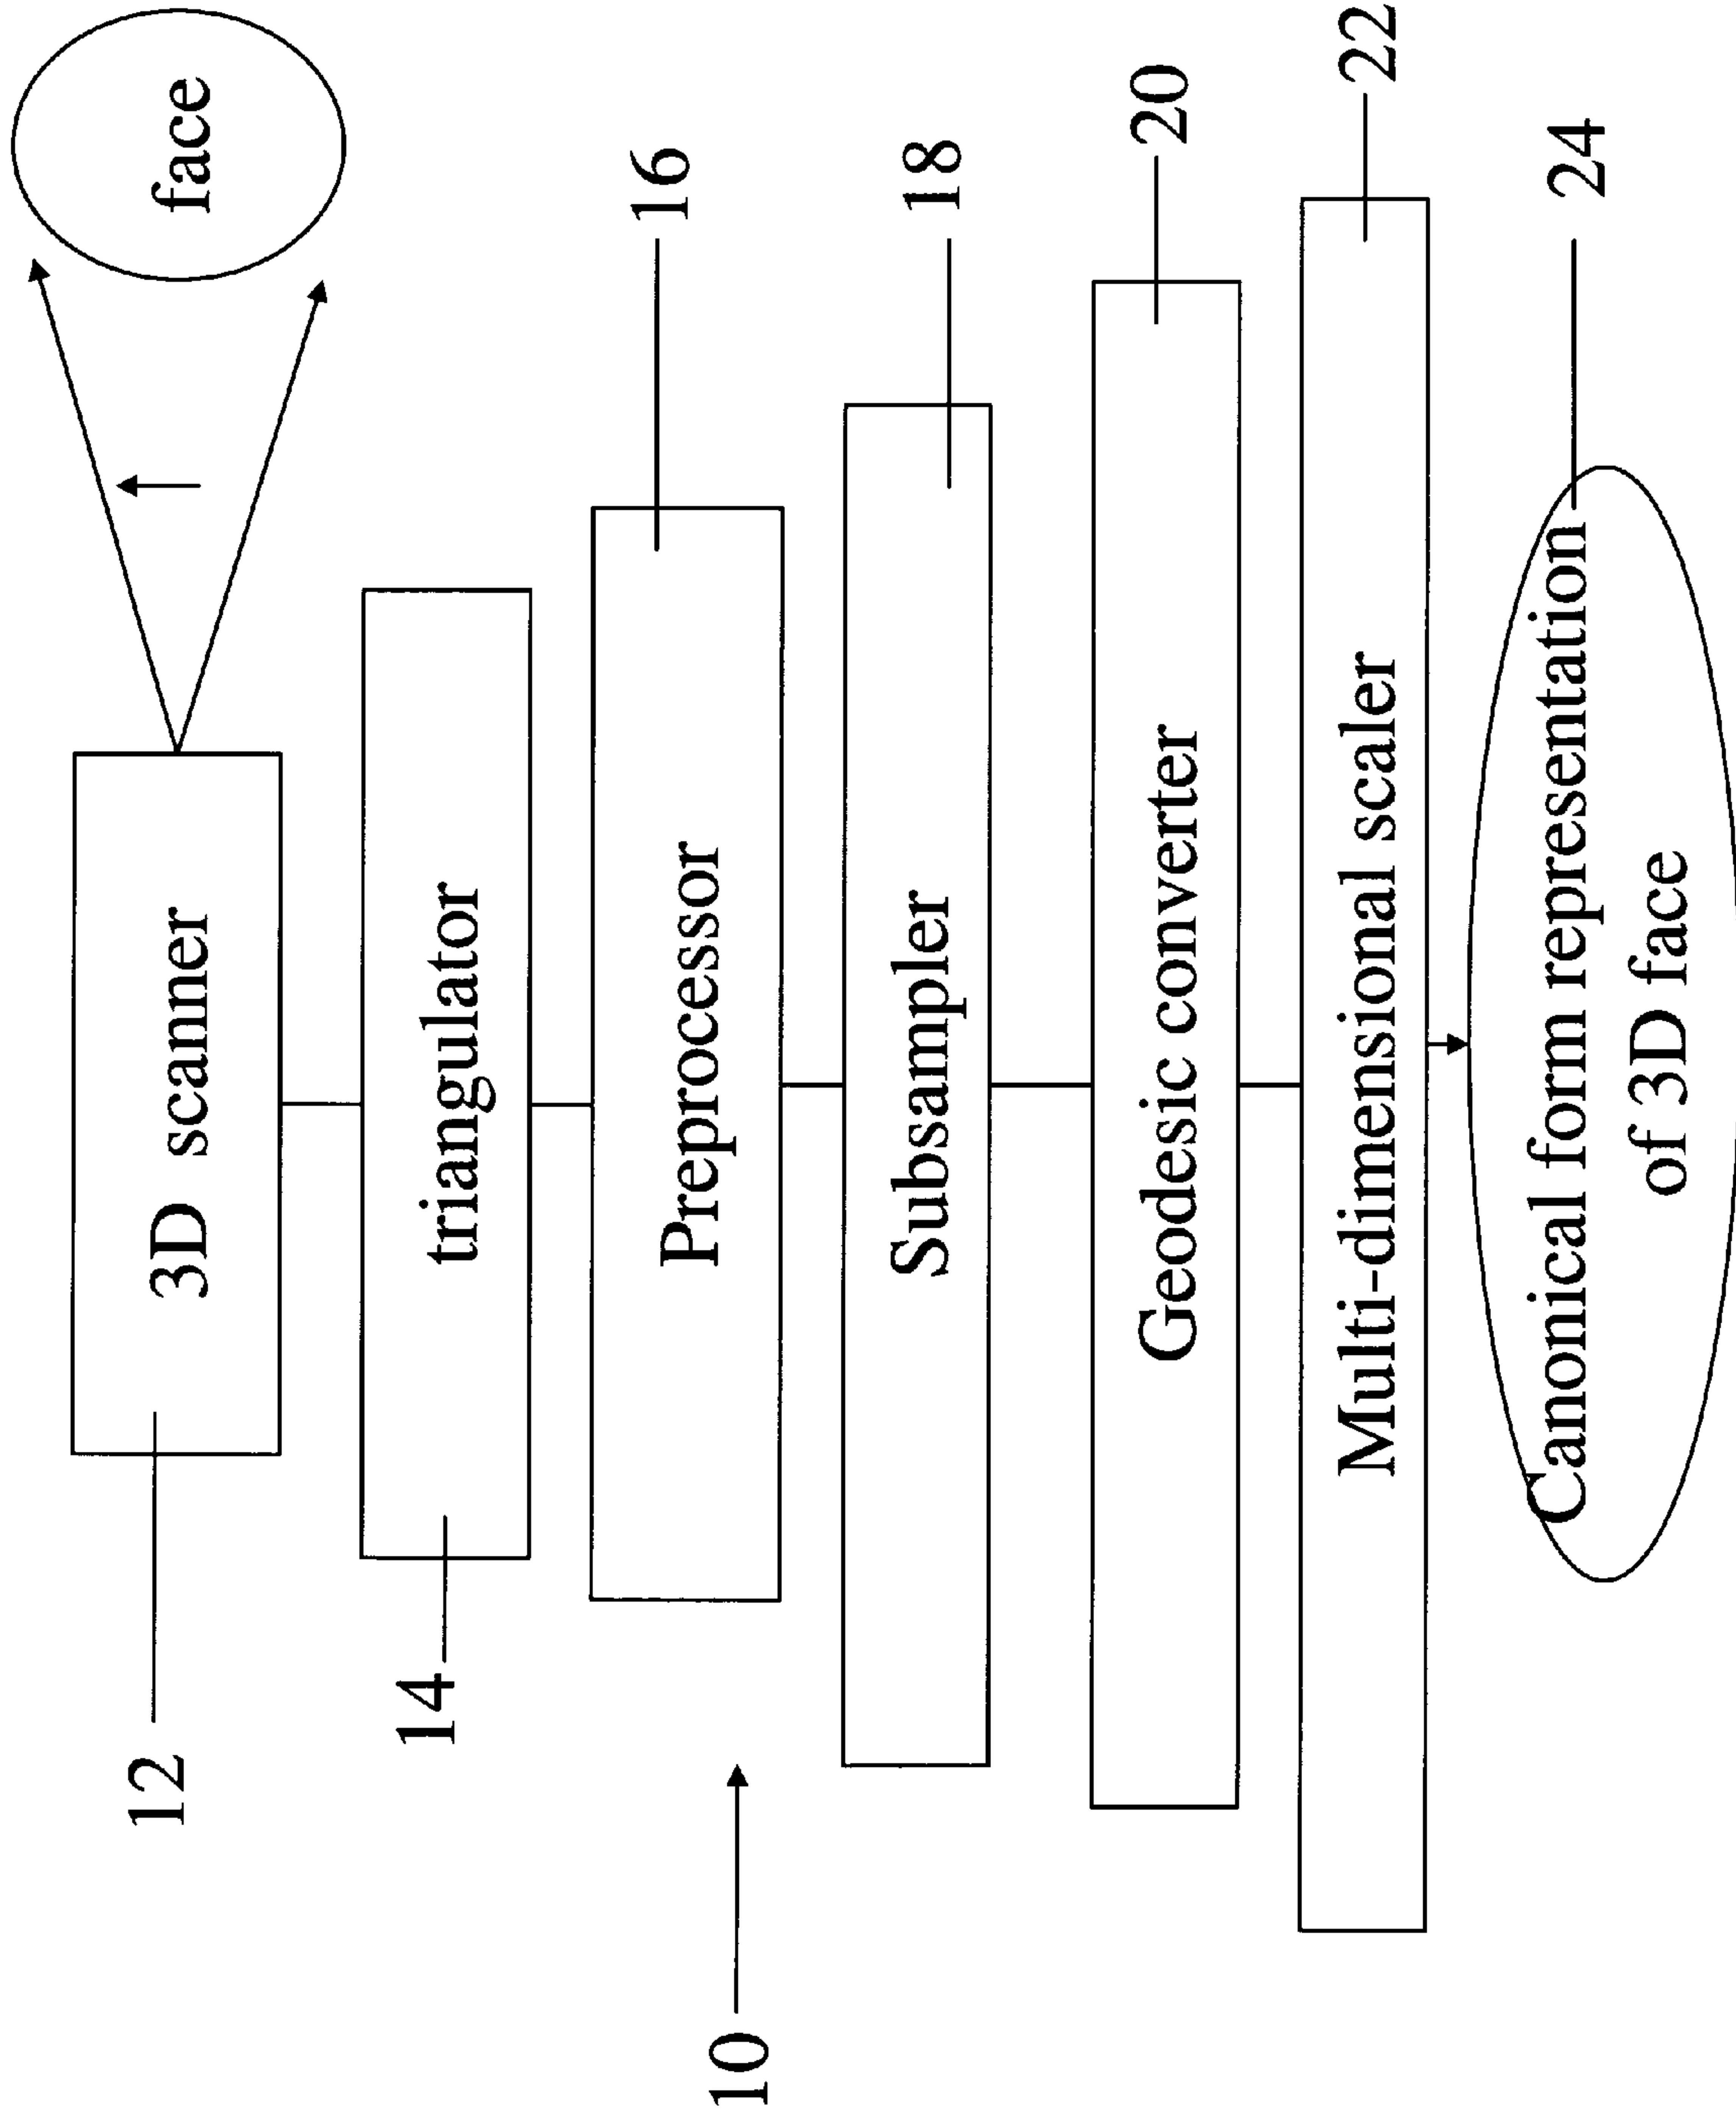 face
12
3D scanner
14
triangulator
16
Preprocessor
10
18
Subsampler
20
Geodesic converter
22
Multi-dimensional scaler
24
Canonical form representation
of 3D face